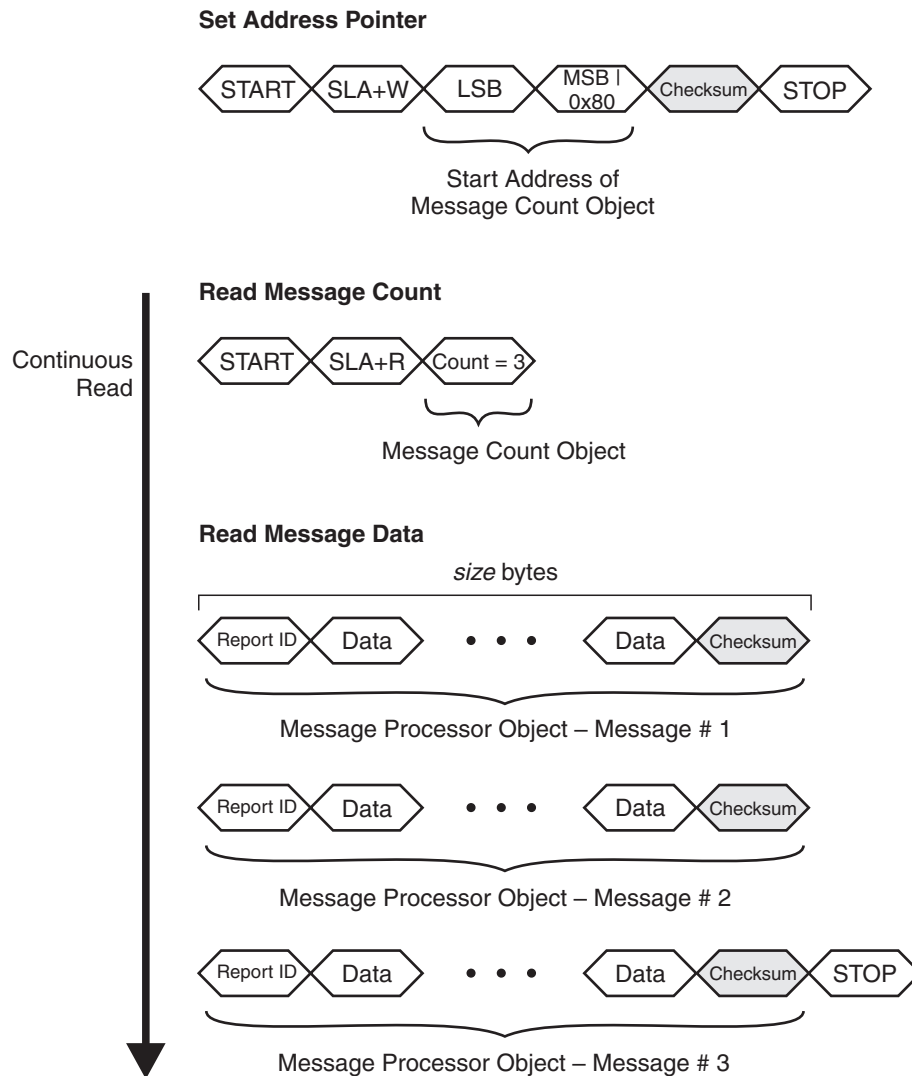 Set Address Pointer
START SLA+W LSB MSB | 0x80 Checksum STOP
Start Address of
Message Count Object
Read Message Count
Continuous
Read
START SLA+R Count = 3
Message Count Object
Read Message Data
size bytes
Report ID Data • • • Data Checksum
Message Processor Object – Message # 1
Report ID Data • • • Data Checksum
Message Processor Object – Message # 2
Report ID Data • • • Data Checksum STOP
Message Processor Object – Message # 3